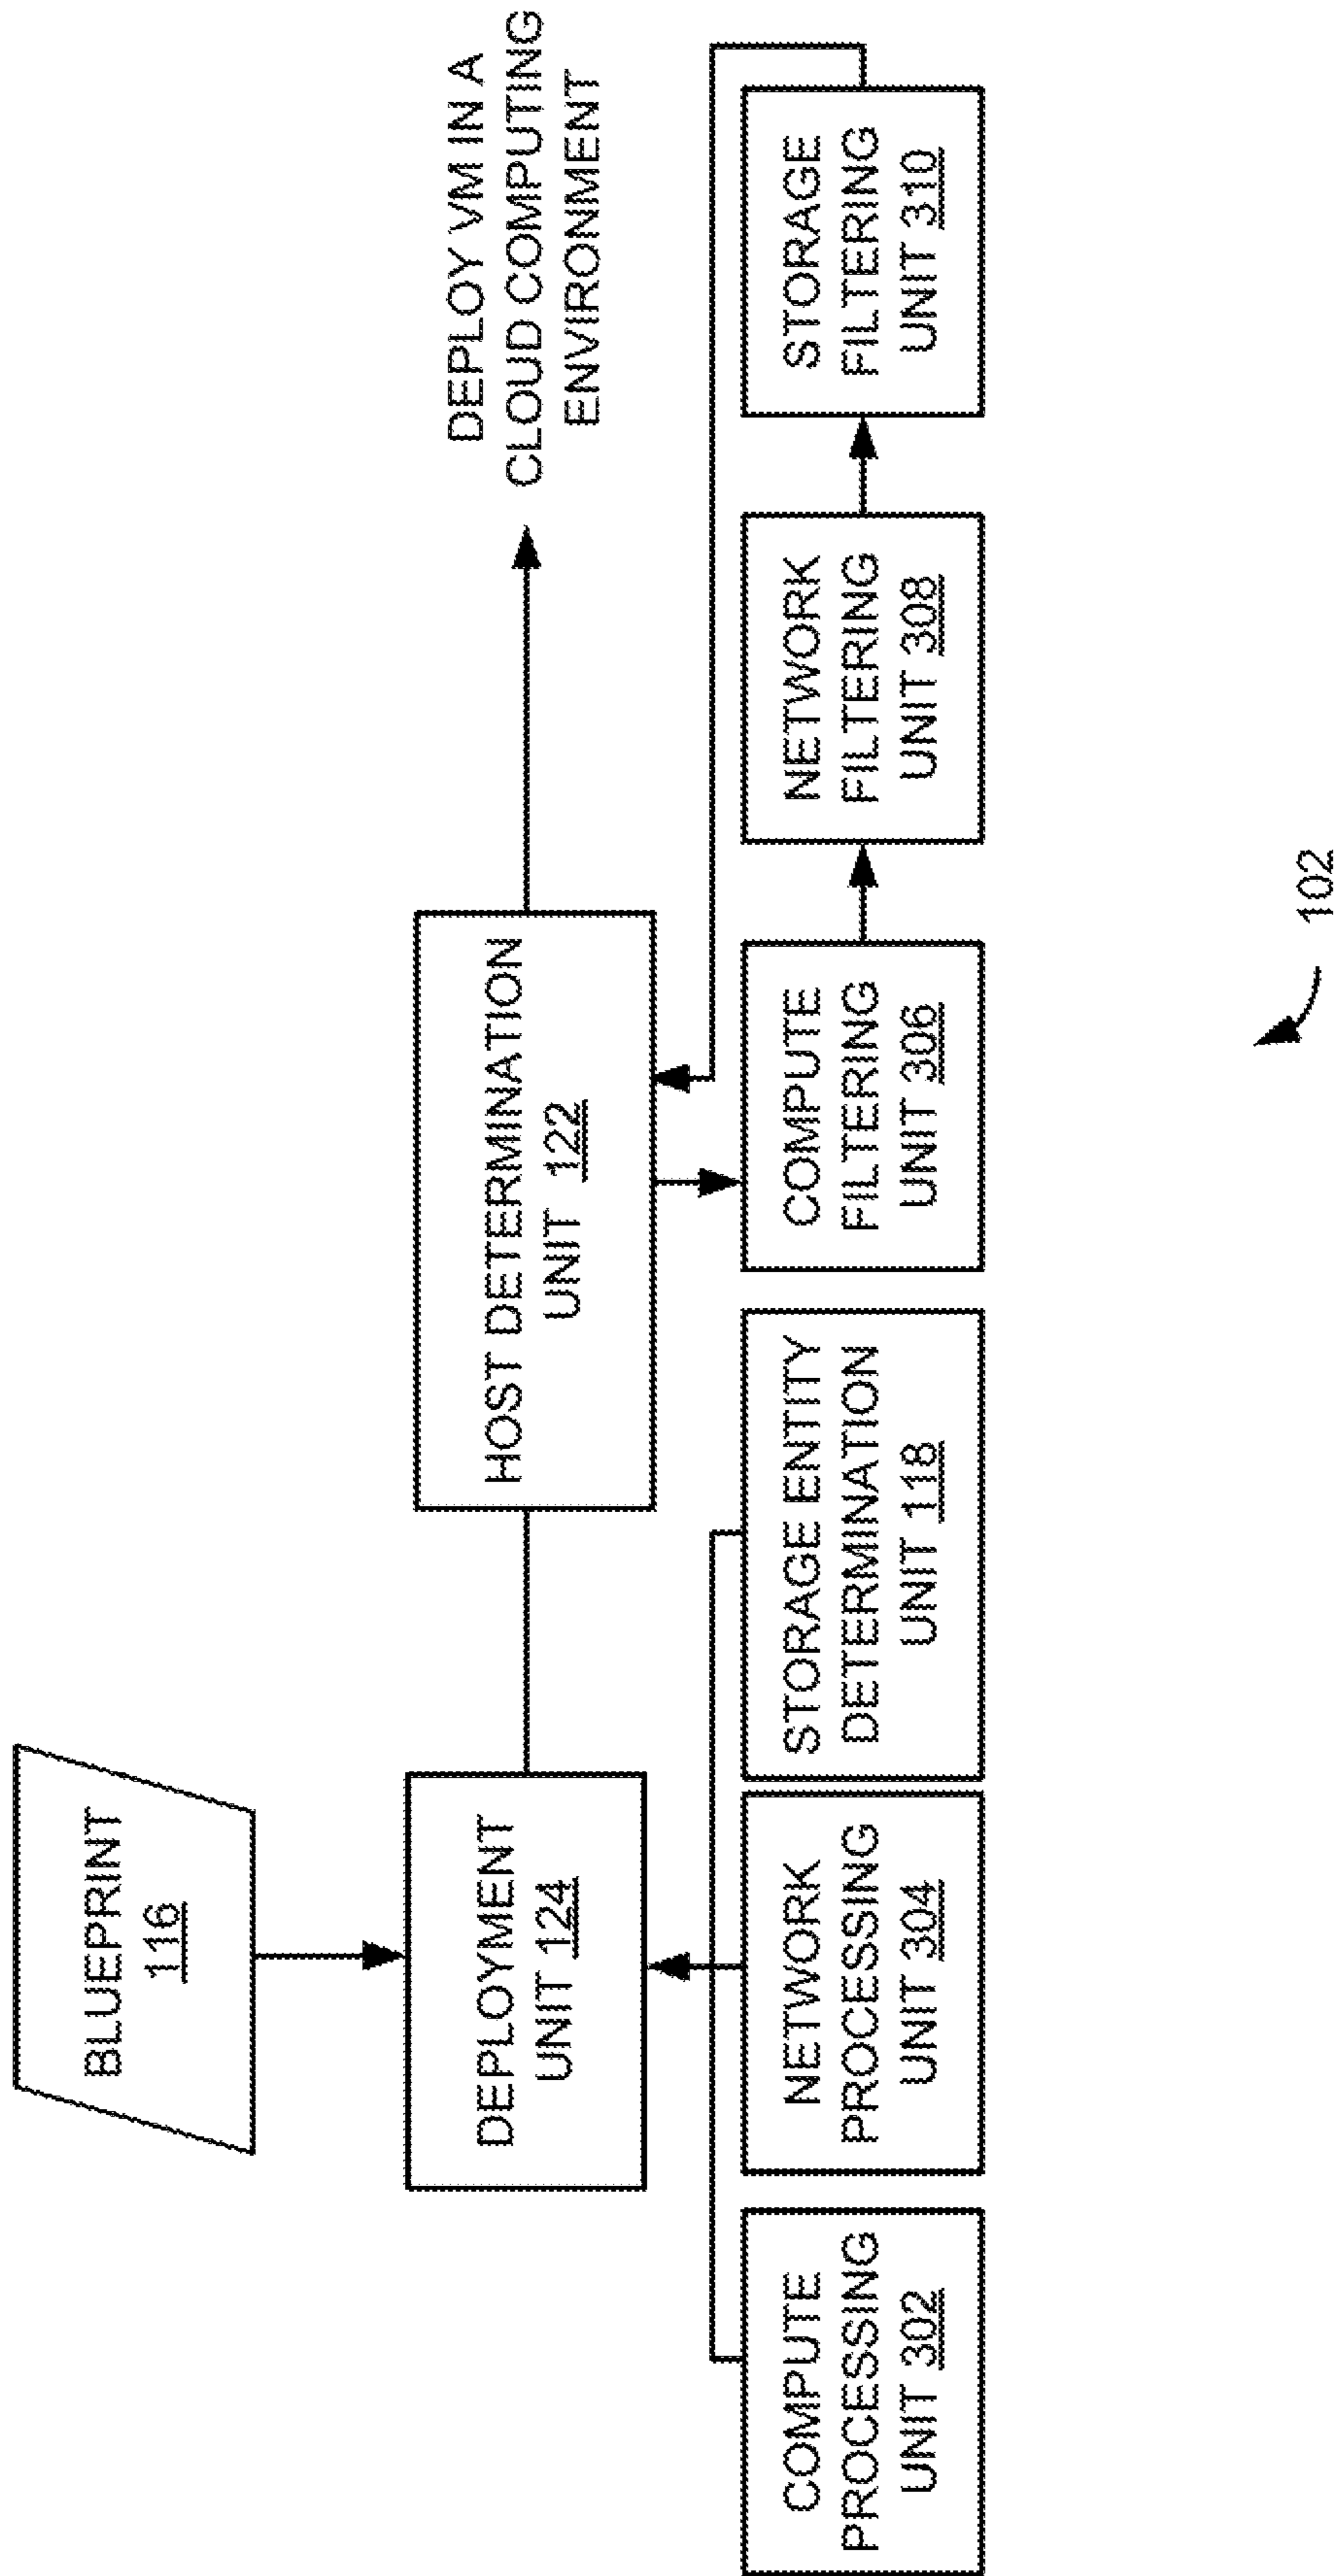 BLUEPRINT
116
DEPLOYMENT
UNIT 124
HOST DETERMINATION
UNIT 122
DEPLOY VM IN A
CLOUD COMPUTING
ENVIRONMENT
COMPUTE
PROCESSING
UNIT 302
NETWORK
PROCESSING
UNIT 304
STORAGE ENTITY
DETERMINATION
UNIT 118
COMPUTE
FILTERING
UNIT 306
NETWORK
FILTERING
UNIT 308
STORAGE
FILTERING
UNIT 310
102